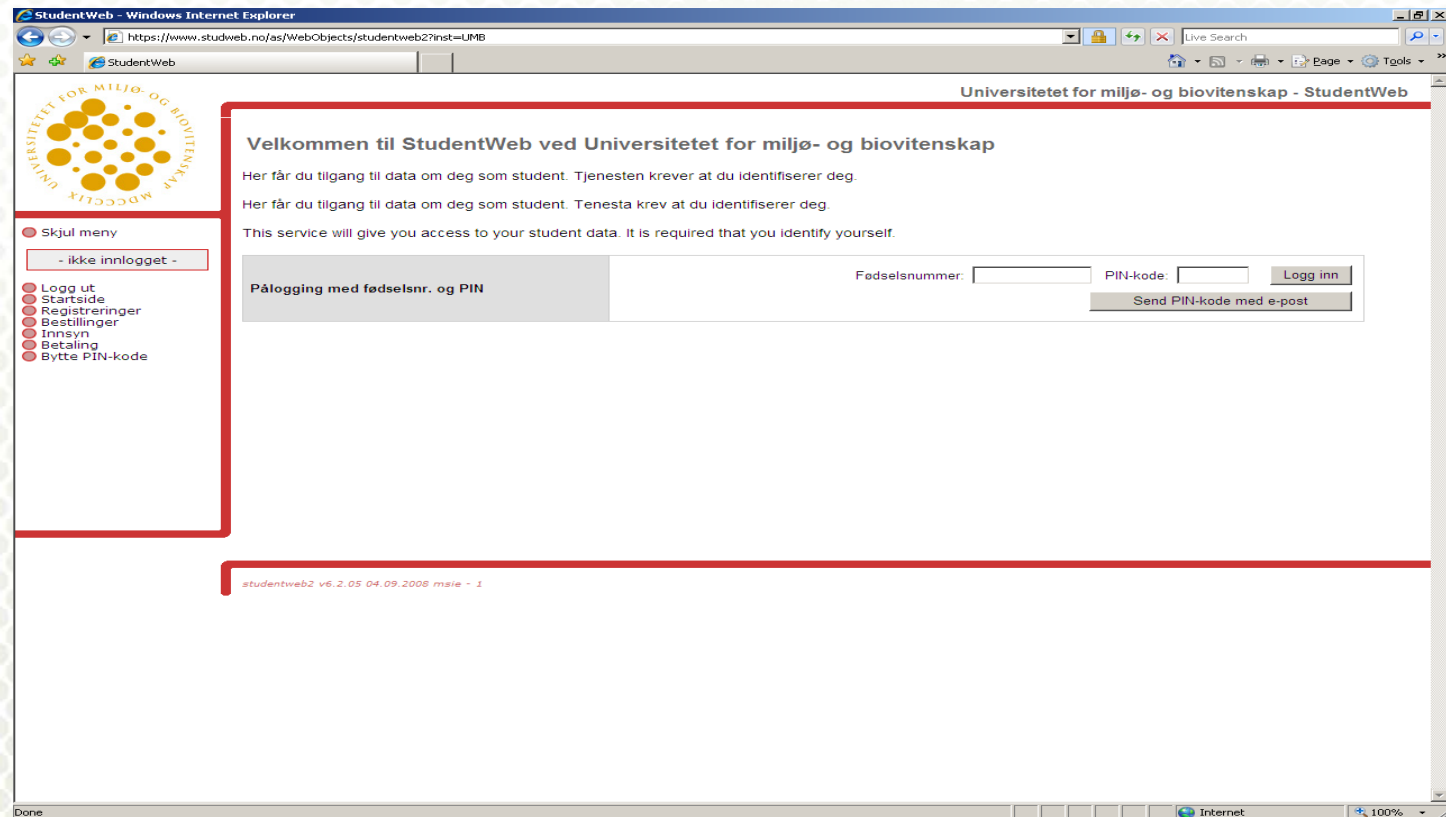 StudentWeb - Windows Internet Explorer
https://www.studweb.no/as/WebObjects/studentweb2?inst=UMB
Live Search
StudentWeb
Page
Tools
UNIVERSITETET FOR MILJØ- OG BIOVITENSKAP
MDCCCLIX
Universitetet for miljø- og biovitenskap - StudentWeb
Velkommen til StudentWeb ved Universitetet for miljø- og biovitenskap
Her får du tilgang til data om deg som student. Tjenesten krever at du identifiserer deg.
Her får du tilgang til data om deg som student. Tenesta krev at du identifiserer deg.
This service will give you access to your student data. It is required that you identify yourself.
Skjul meny
- ikke innlogget -
Logg ut
Startside
Registreringer
Bestillinger
Innsyn
Betaling
Bytte PIN-kode
Pålogging med fødselsnr. og PIN
Fødselsnummer:
PIN-kode:
Logg inn
Send PIN-kode med e-post
studentweb2 v6.2.05 04.09.2008 msie - 1
Done
Internet
100%